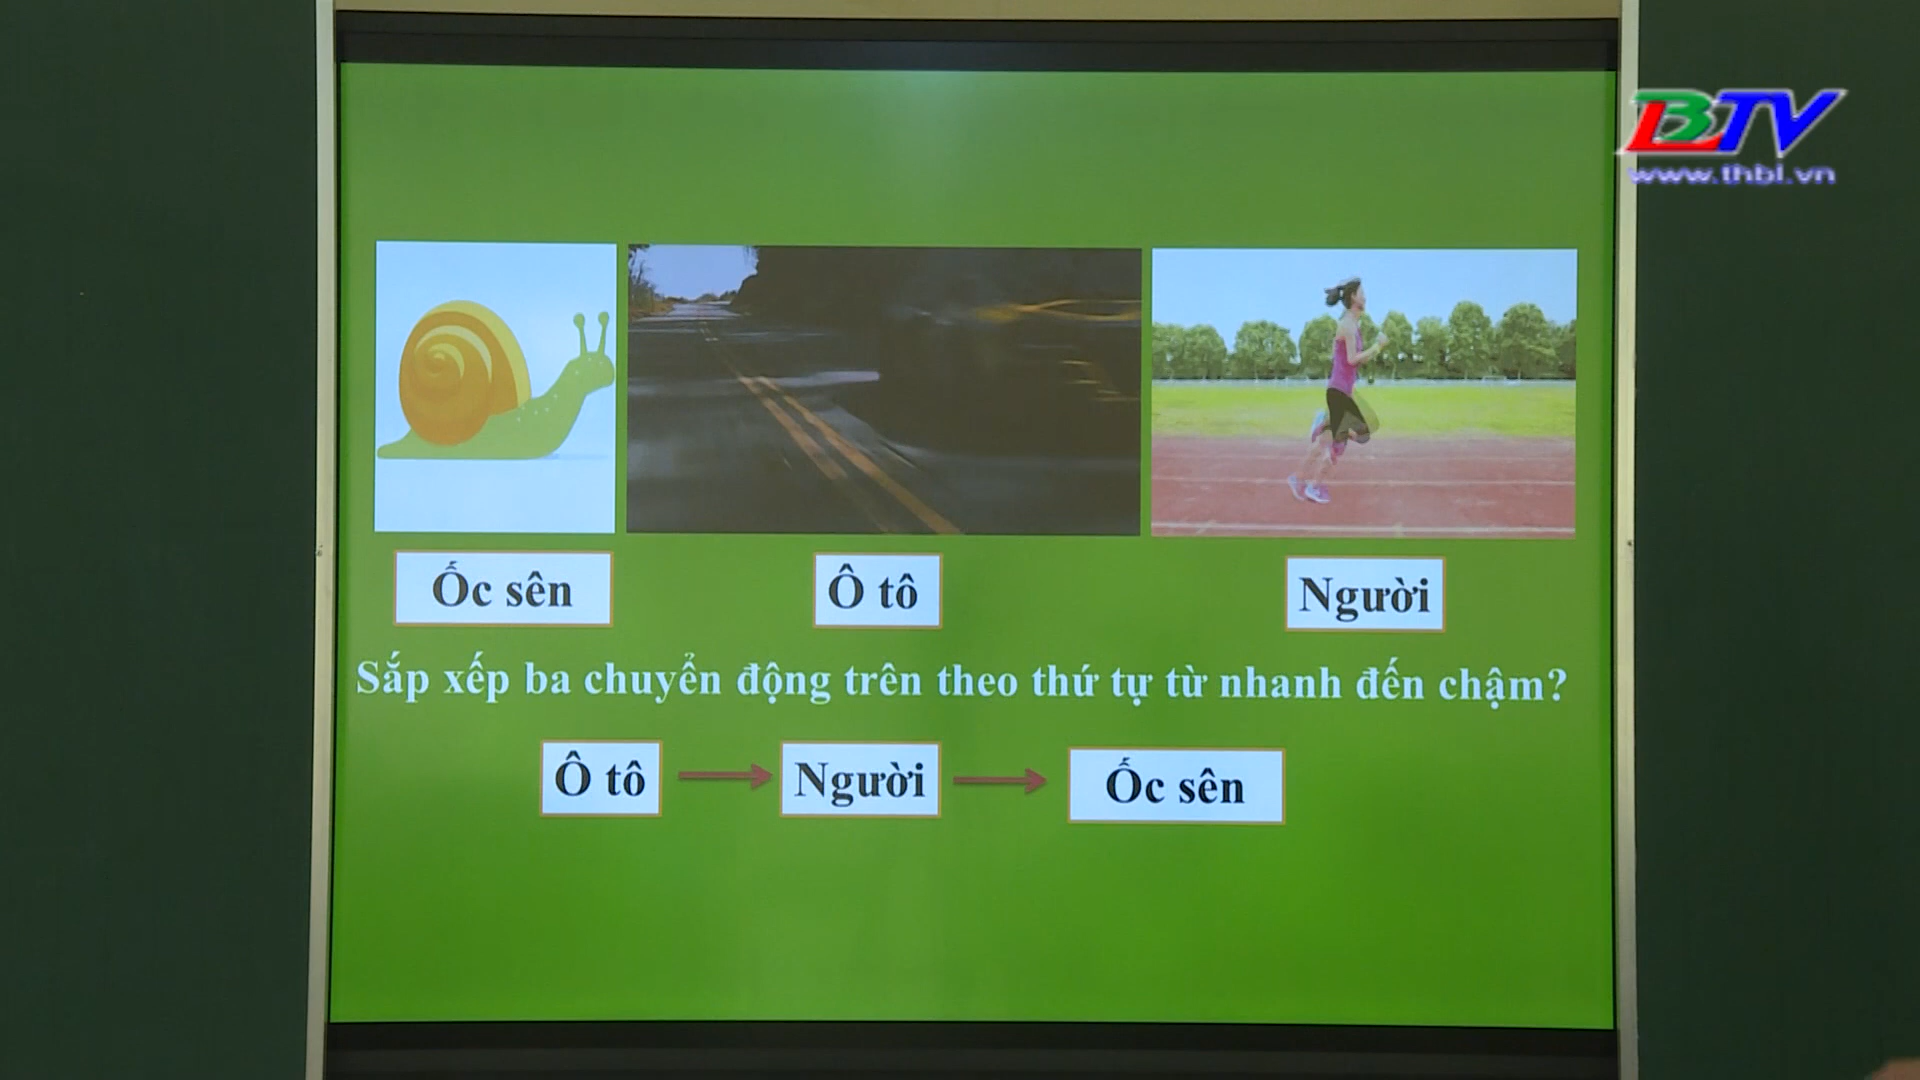 BTV
www.thbl.vn
Ốc sên
Ô tô
Người
Sắp xếp ba chuyển động trên theo thứ tự từ nhanh đến chậm?
Ô tô
Người
Ốc sên